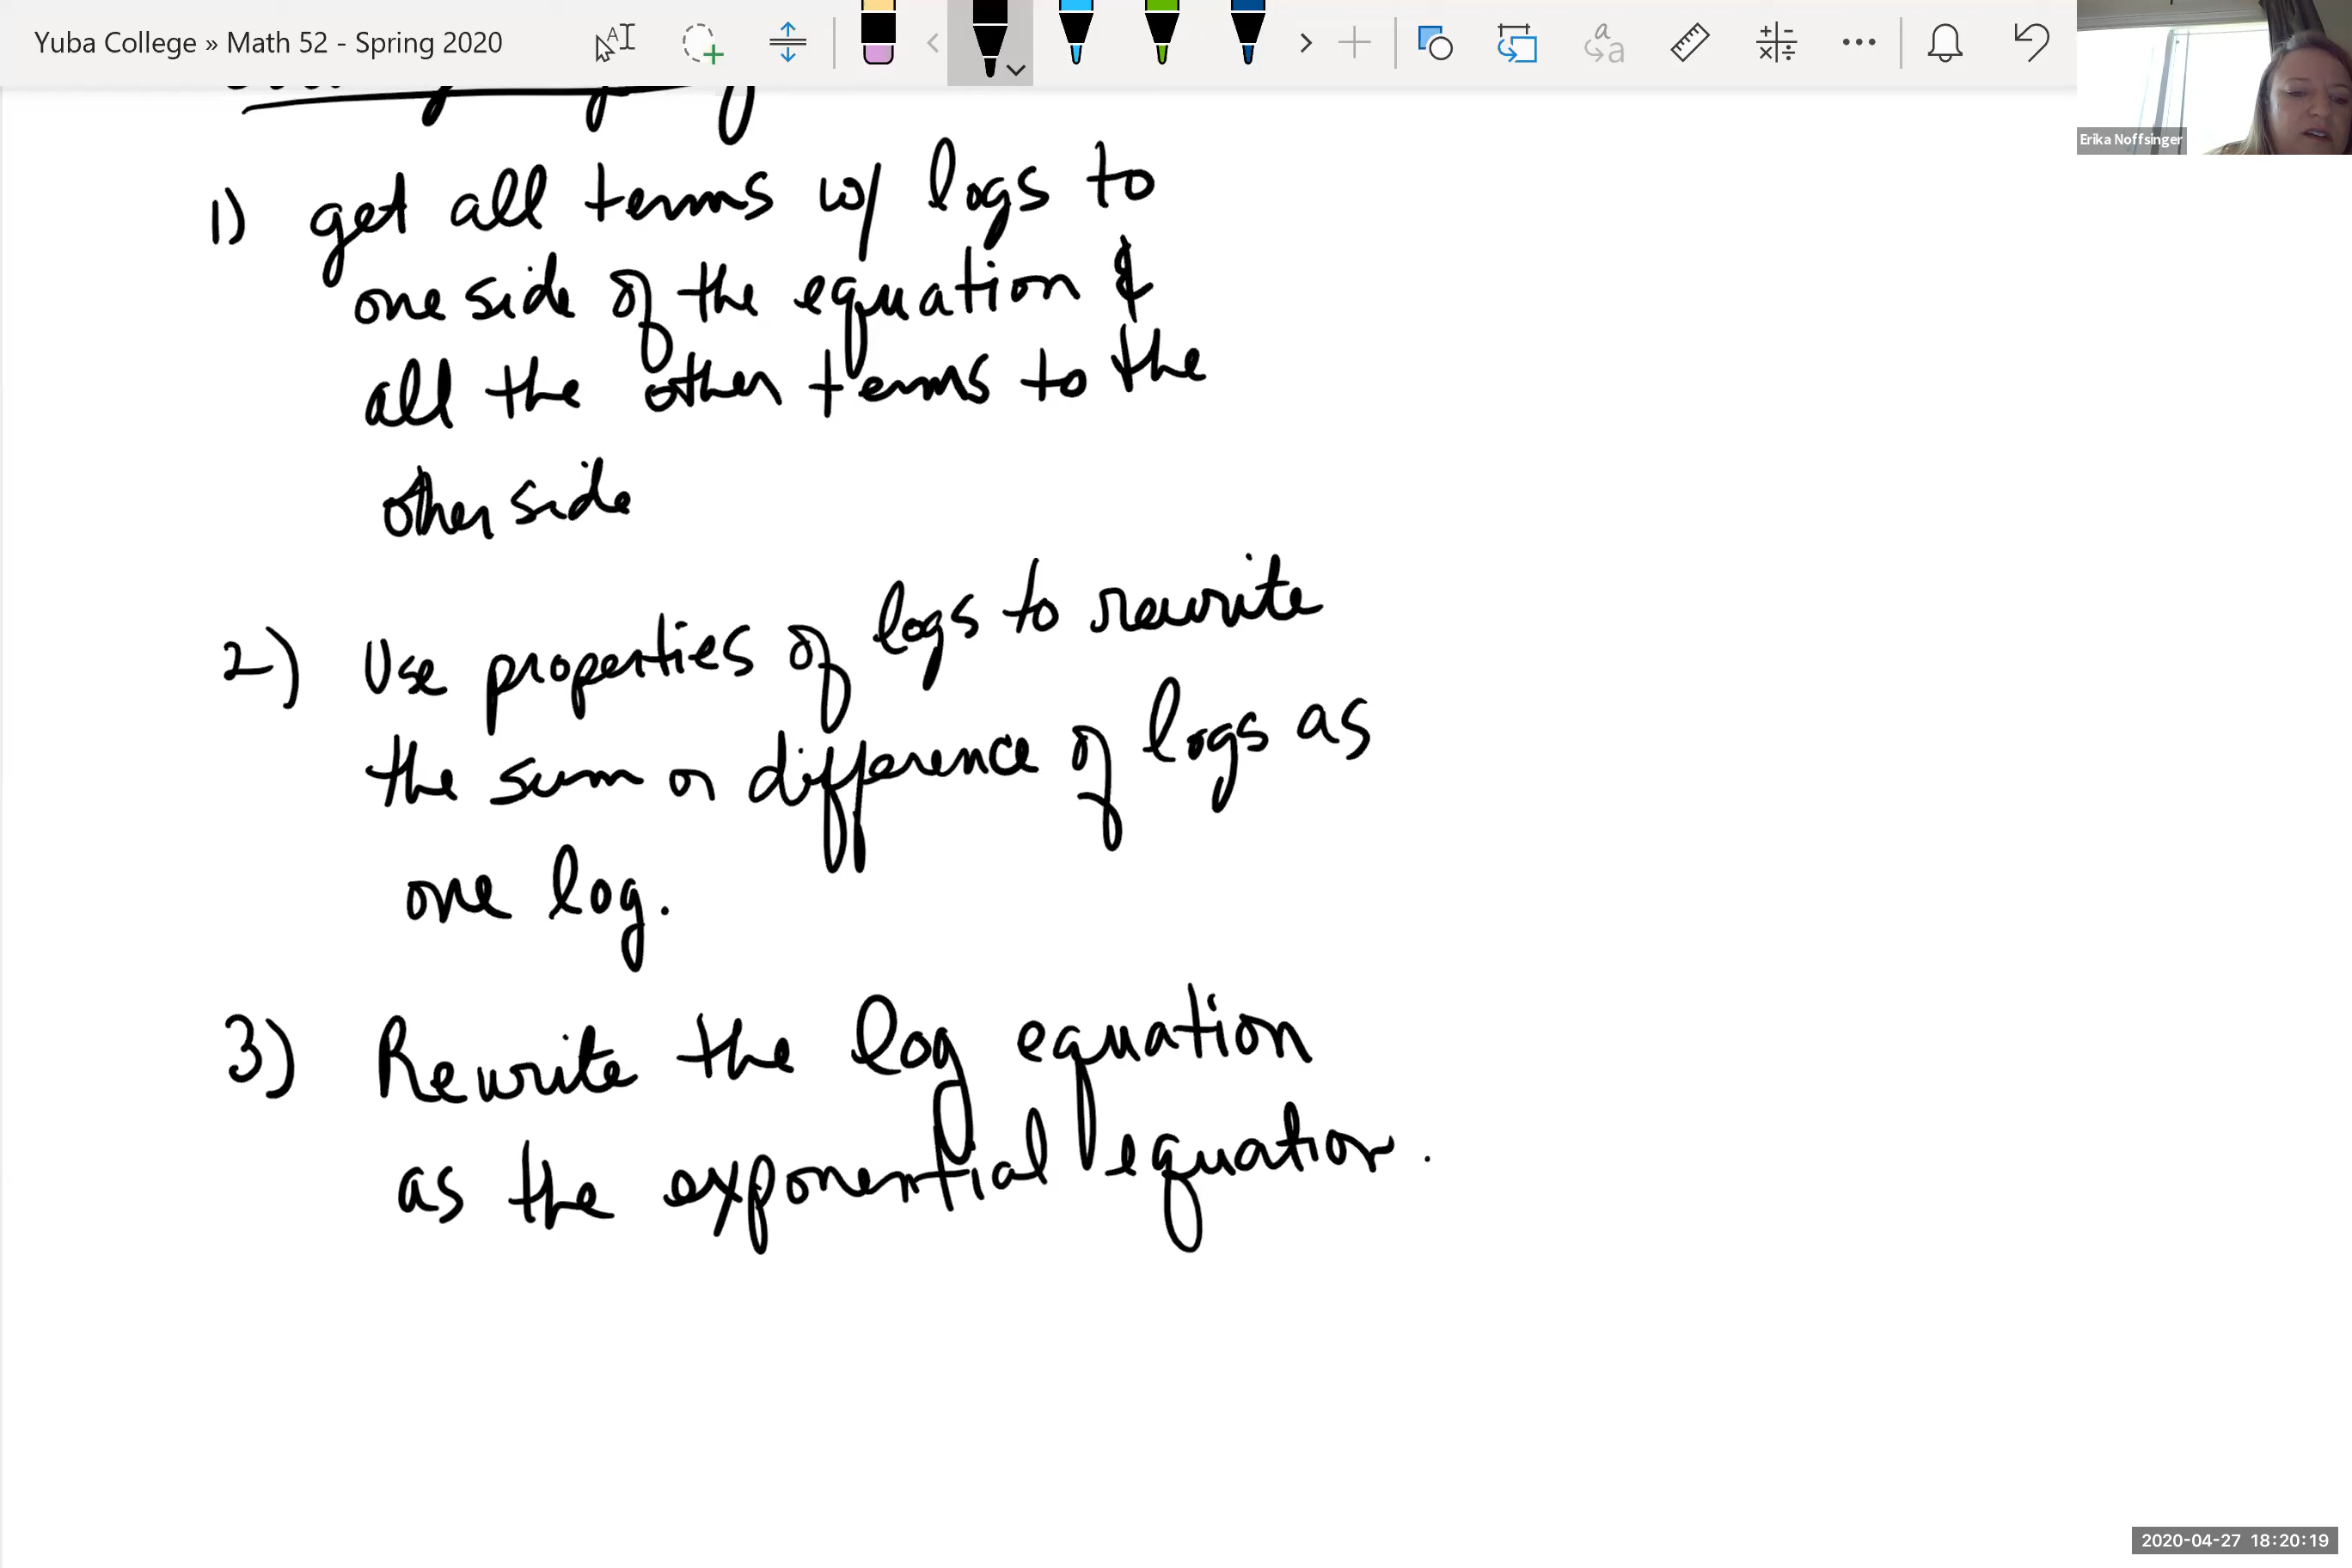 Yuba College » Math 52 - Spring 2020
Erika Noffsinger
1) get all terms w/ logs to
one side of the equation &
all the other terms to the
other side
2) Use properties of logs to rewrite
the sum or difference of logs as
one log.
3) Rewrite the log equation
as the exponential equation.
2020-04-27 18:20:19